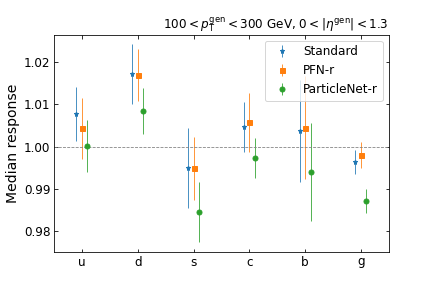 100 < p_T^gen < 300 GeV, 0 < |η^gen| < 1.3
Standard
PFN-r
ParticleNet-r
Median response
1.02
1.01
1.00
0.99
0.98
u d s c b g